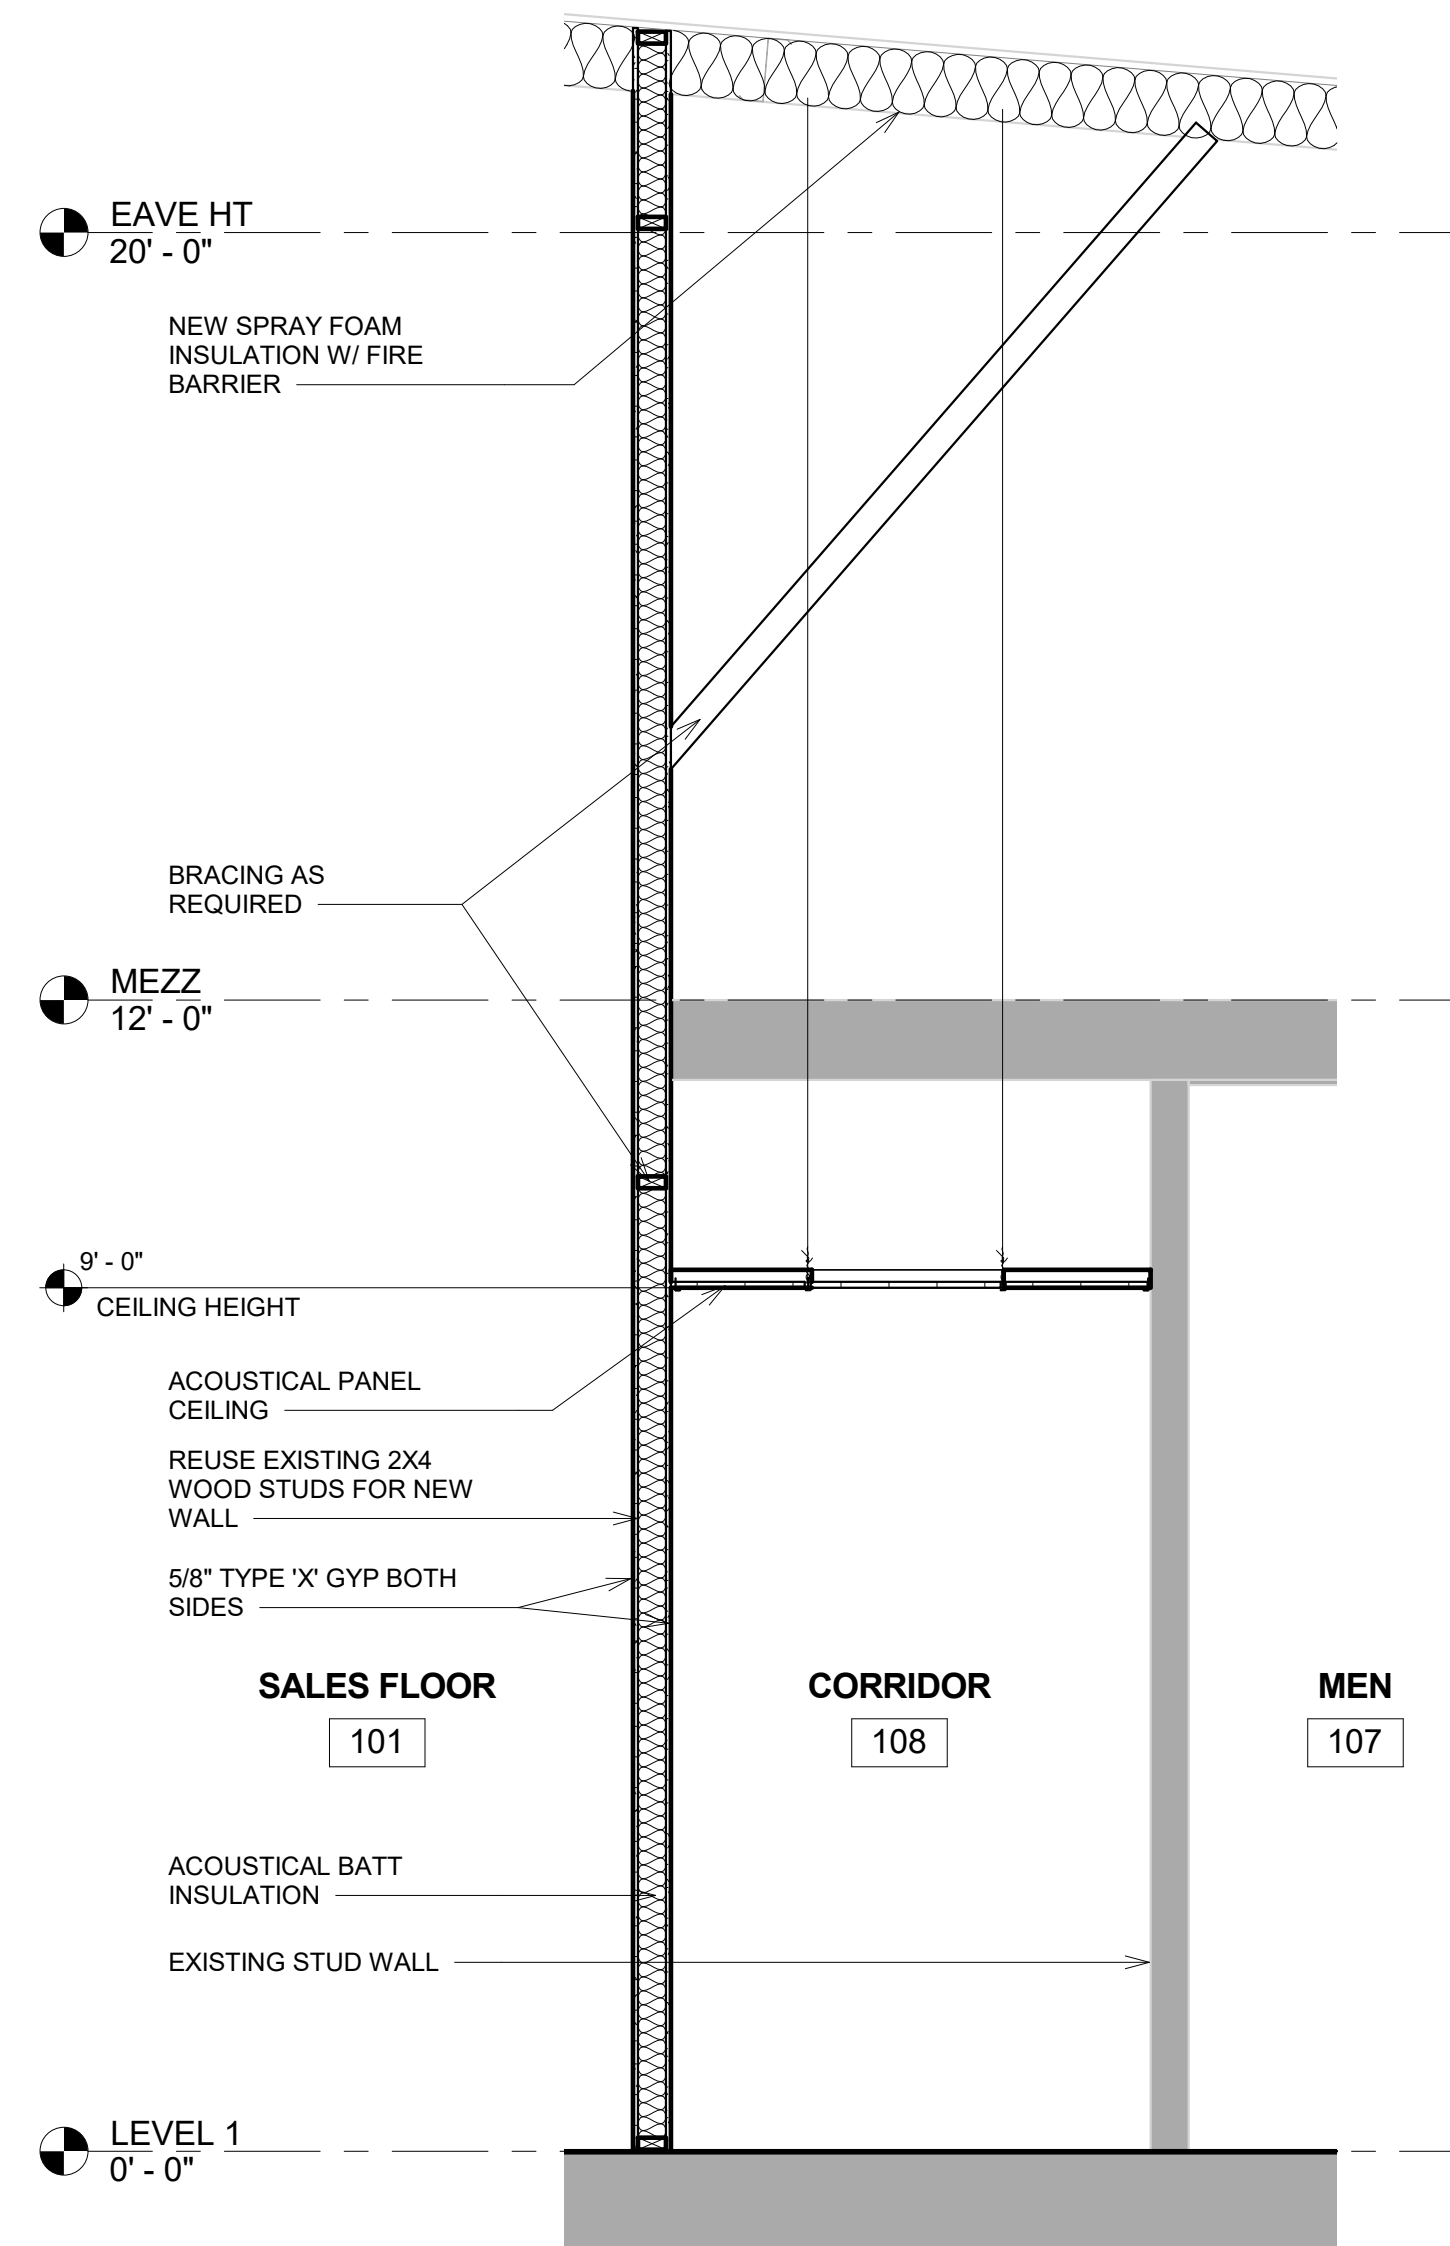 EAVE HT
20' - 0"
NEW SPRAY FOAM
INSULATION W/ FIRE
BARRIER
BRACING AS
REQUIRED
MEZZ
12' - 0"
9' - 0"
CEILING HEIGHT
ACOUSTICAL PANEL
CEILING
REUSE EXISTING 2X4
WOOD STUDS FOR NEW
WALL
5/8" TYPE 'X' GYP BOTH
SIDES
SALES FLOOR
101
CORRIDOR
108
MEN
107
ACOUSTICAL BATT
INSULATION
EXISTING STUD WALL
LEVEL 1
0' - 0"